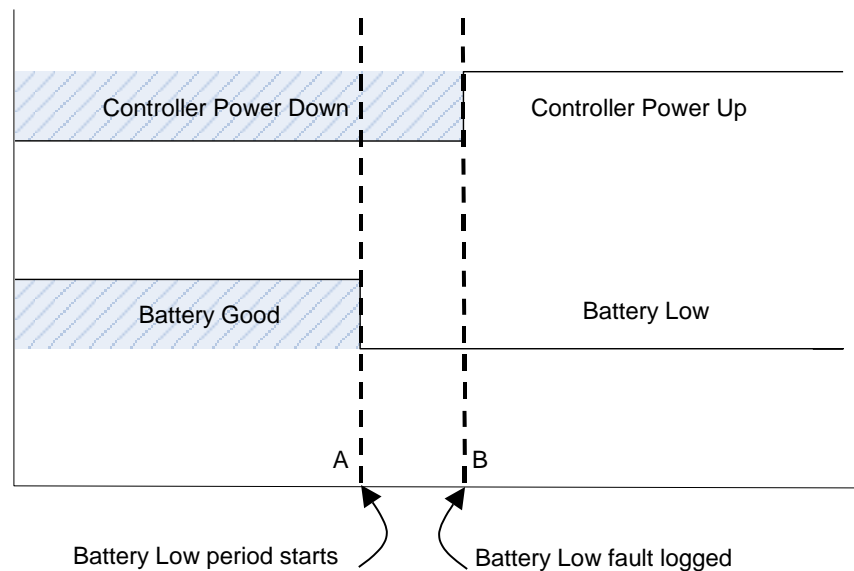 Controller Power Down
Controller Power Up
Battery Good
Battery Low
A
B
Battery Low period starts
Battery Low fault logged